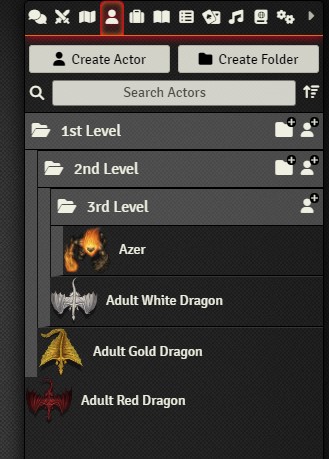 Create Actor
Create Folder
Search Actors
1st Level
2nd Level
3rd Level
Azer
Adult White Dragon
Adult Gold Dragon
Adult Red Dragon